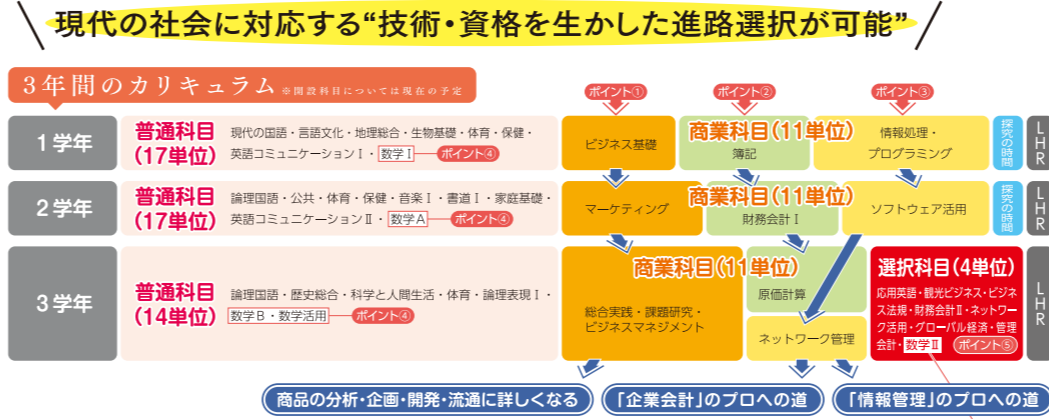 現代の社会に対応する“技術・資格を生かした進路選択が可能”
3年間のカリキュラム ※開設科目については現在の予定
ポイント①
ポイント②
ポイント③
1学年
普通科目
(17単位)
現代の国語・言語文化・地理総合・生物基礎・体育・保健・
英語コミュニケーションⅠ・数学Ⅰ ポイント④
ビジネス基礎
商業科目(11単位)
簿記
情報処理・
プログラミング
探究の時間
LHR
2学年
普通科目
(17単位)
論理国語・公共・体育・保健・音楽Ⅰ・書道Ⅰ・家庭基礎・
英語コミュニケーションⅡ・数学A ポイント④
マーケティング
商業科目(11単位)
財務会計Ⅰ
ソフトウェア活用
探究の時間
LHR
3学年
普通科目
(14単位)
論理国語・歴史総合・科学と人間生活・体育・論理表現Ⅰ・
数学B・数学活用 ポイント④
商業科目(11単位)
総合実践・課題研究・
ビジネスマネジメント
原価計算
ネットワーク管理
選択科目(4単位)
応用英語・観光ビジネス・ビジネ
ス法規・財務会計Ⅱ・ネットワー
ク活用・グローバル経済・管理
会計・数学Ⅱ ポイント⑤
LHR
商品の分析・企画・開発・流通に詳しくなる
「企業会計」のプロへの道
「情報管理」のプロへの道